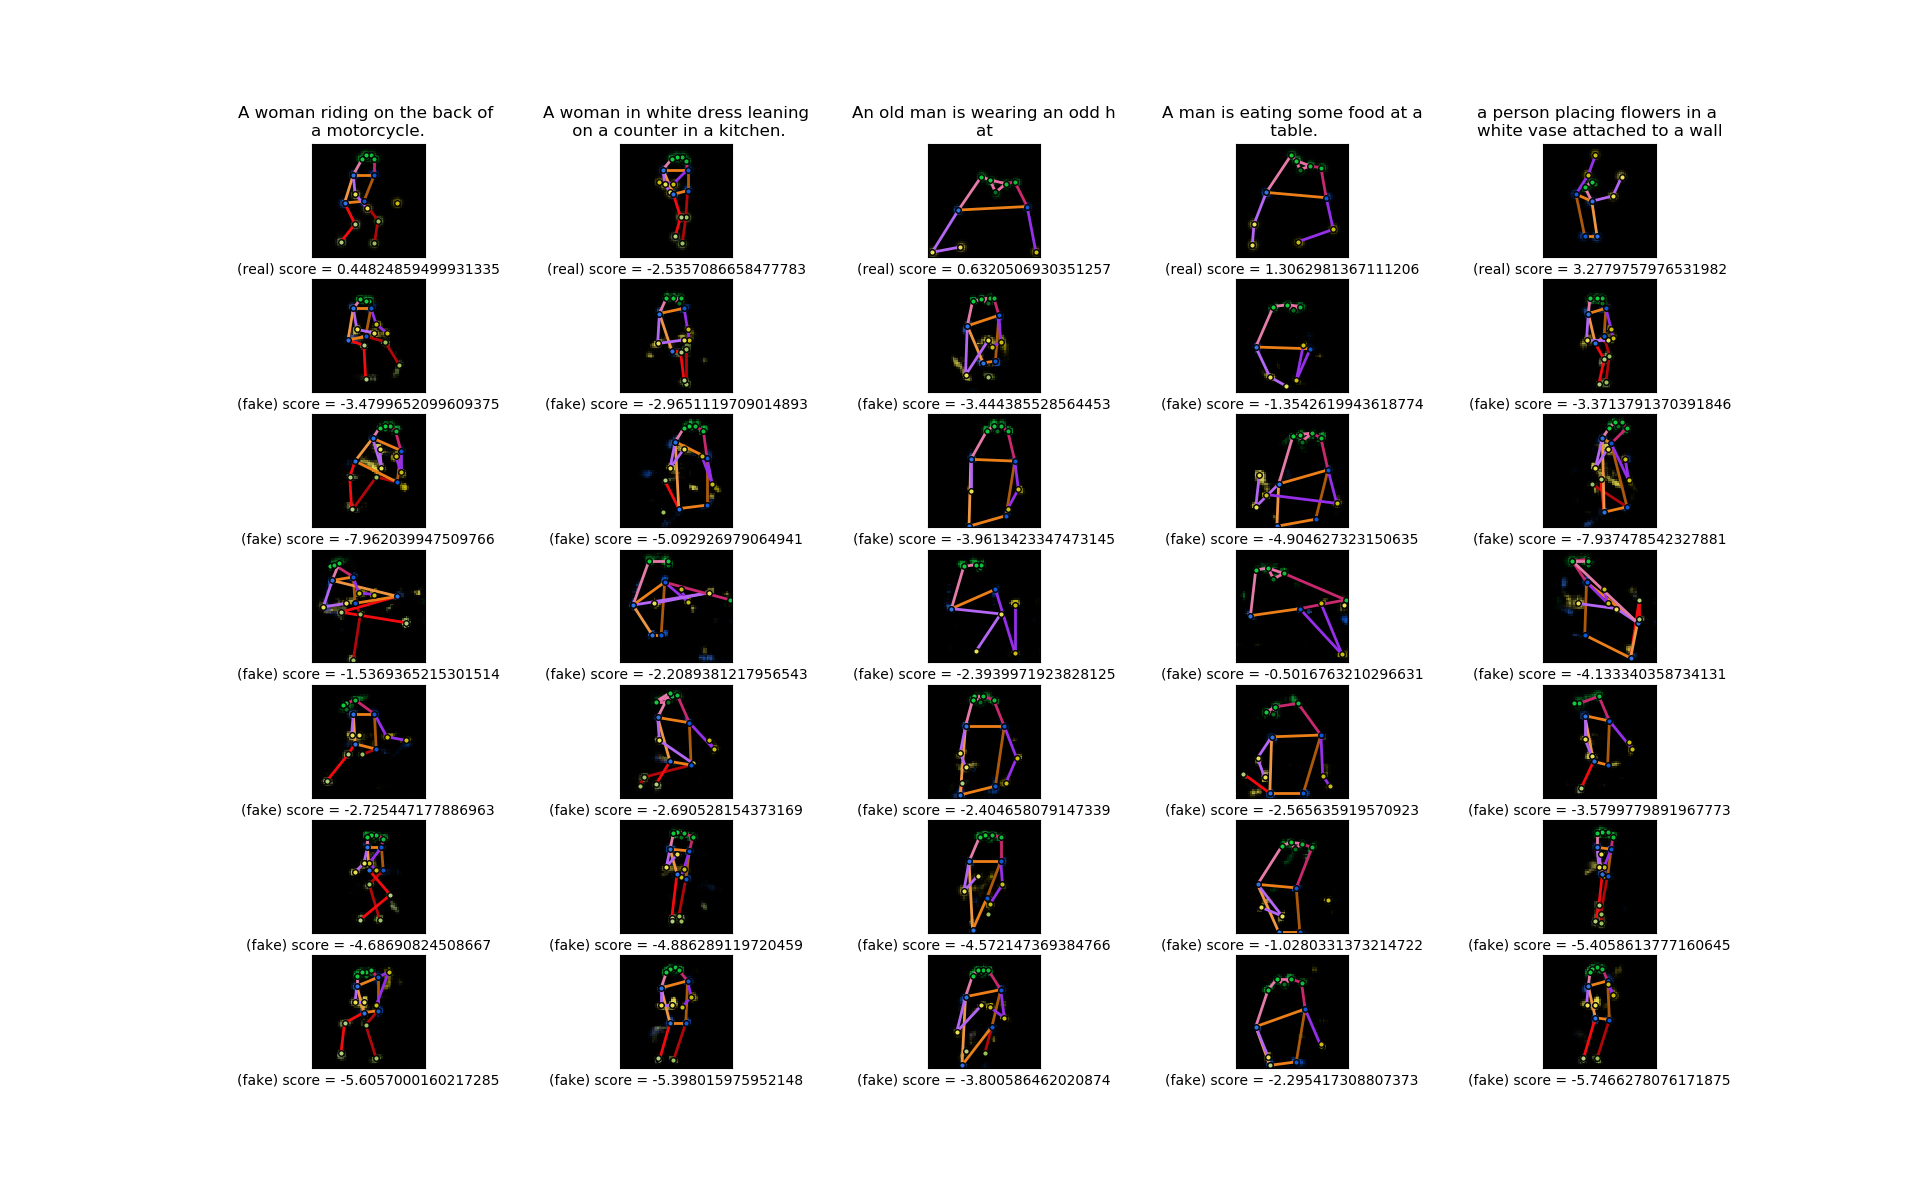 A woman riding on the back of
a motorcycle.
A woman in white dress leaning
on a counter in a kitchen.
An old man is wearing an odd h
at
A man is eating some food at a
table.
a person placing flowers in a
white vase attached to a wall
(real) score = 0.44824859499931335
(real) score = -2.5357086658477783
(real) score = 0.6320506930351257
(real) score = 1.3062981367111206
(real) score = 3.2779757976531982
(fake) score = -3.4799652099609375
(fake) score = -2.9651119709014893
(fake) score = -3.444385528564453
(fake) score = -1.3542619943618774
(fake) score = -3.3713791370391846
(fake) score = -7.962039947509766
(fake) score = -5.092926979064941
(fake) score = -3.9613423347473145
(fake) score = -4.904627323150635
(fake) score = -7.937478542327881
(fake) score = -1.5369365215301514
(fake) score = -2.2089381217956543
(fake) score = -2.3939971923828125
(fake) score = -0.5016763210296631
(fake) score = -4.133340358734131
(fake) score = -2.725447177886963
(fake) score = -2.690528154373169
(fake) score = -2.404658079147339
(fake) score = -2.565635919570923
(fake) score = -3.5799779891967773
(fake) score = -4.68690824508667
(fake) score = -4.886289119720459
(fake) score = -4.572147369384766
(fake) score = -1.0280331373214722
(fake) score = -5.4058613777160645
(fake) score = -5.6057000160217285
(fake) score = -5.398015975952148
(fake) score = -3.800586462020874
(fake) score = -2.295417308807373
(fake) score = -5.7466278076171875